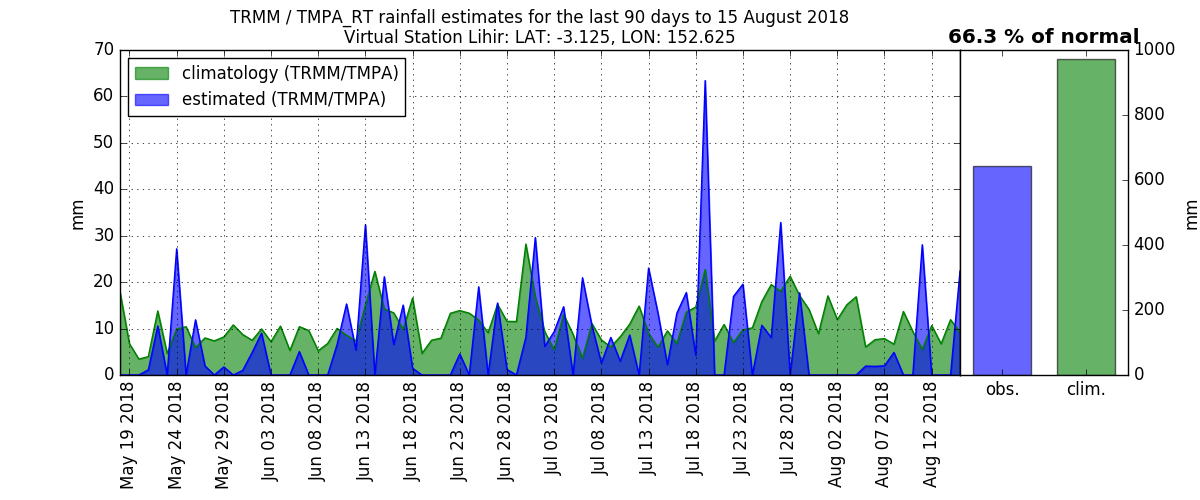 TRMM / TMPA_RT rainfall estimates for the last 90 days to 15 August 2018
Virtual Station Lihir: LAT: -3.125, LON: 152.625
66.3 % of normal
climatology (TRMM/TMPA)
estimated (TRMM/TMPA)
mm
70
60
50
40
30
20
10
0
May 19 2018
May 24 2018
May 29 2018
Jun 03 2018
Jun 08 2018
Jun 13 2018
Jun 18 2018
Jun 23 2018
Jun 28 2018
Jul 03 2018
Jul 08 2018
Jul 13 2018
Jul 18 2018
Jul 23 2018
Jul 28 2018
Aug 02 2018
Aug 07 2018
Aug 12 2018
obs.
clim.
1000
800
600
400
200
0
mm